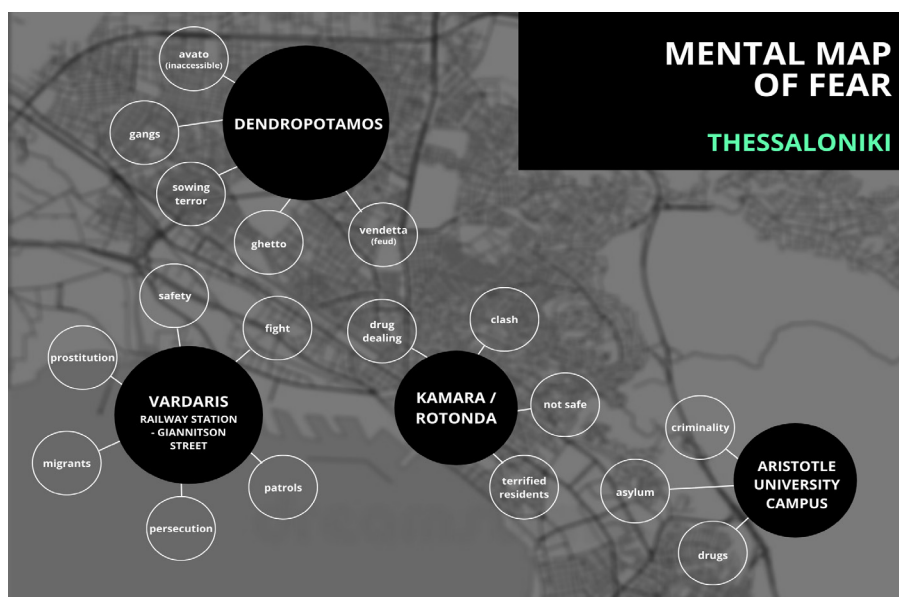 MENTAL MAP
OF FEAR
THESSALONIKI
avato
(inaccessible)
gangs
sowing
terror
ghetto
vendetta
(feud)
DENDROPOTAMOS
safety
fight
prostitution
migrants
persecution
patrols
VARDARIS
RAILWAY STATION
- GIANNITSON
STREET
drug
dealing
clash
not safe
terrified
residents
KAMARA /
ROTONDA
criminality
asylum
drugs
ARISTOTLE
UNIVERSITY
CAMPUS